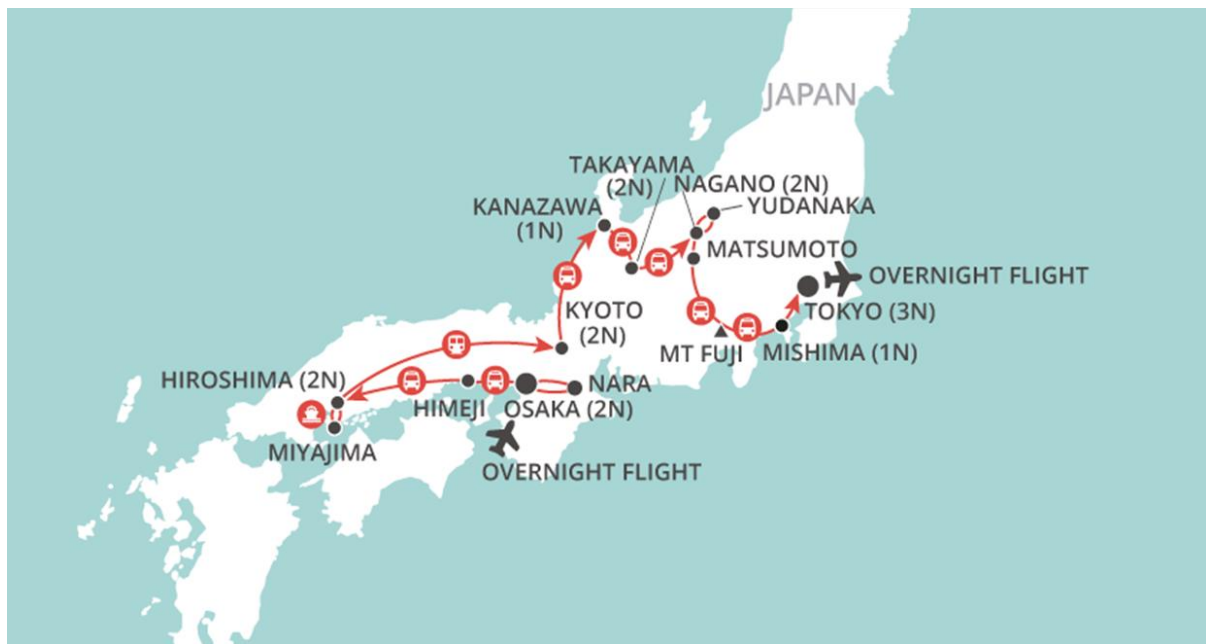 JAPAN
TAKAYAMA
(2N)
NAGANO (2N)
YUDANAKA
KANAZAWA
(1N)
MATSUMOTO
OVERNIGHT FLIGHT
TOKYO (3N)
KYOTO
(2N)
MT FUJI
MISHIMA (1N)
HIROSHIMA (2N)
NARA
HIMEJI
OSAKA (2N)
MIYAJIMA
OVERNIGHT FLIGHT